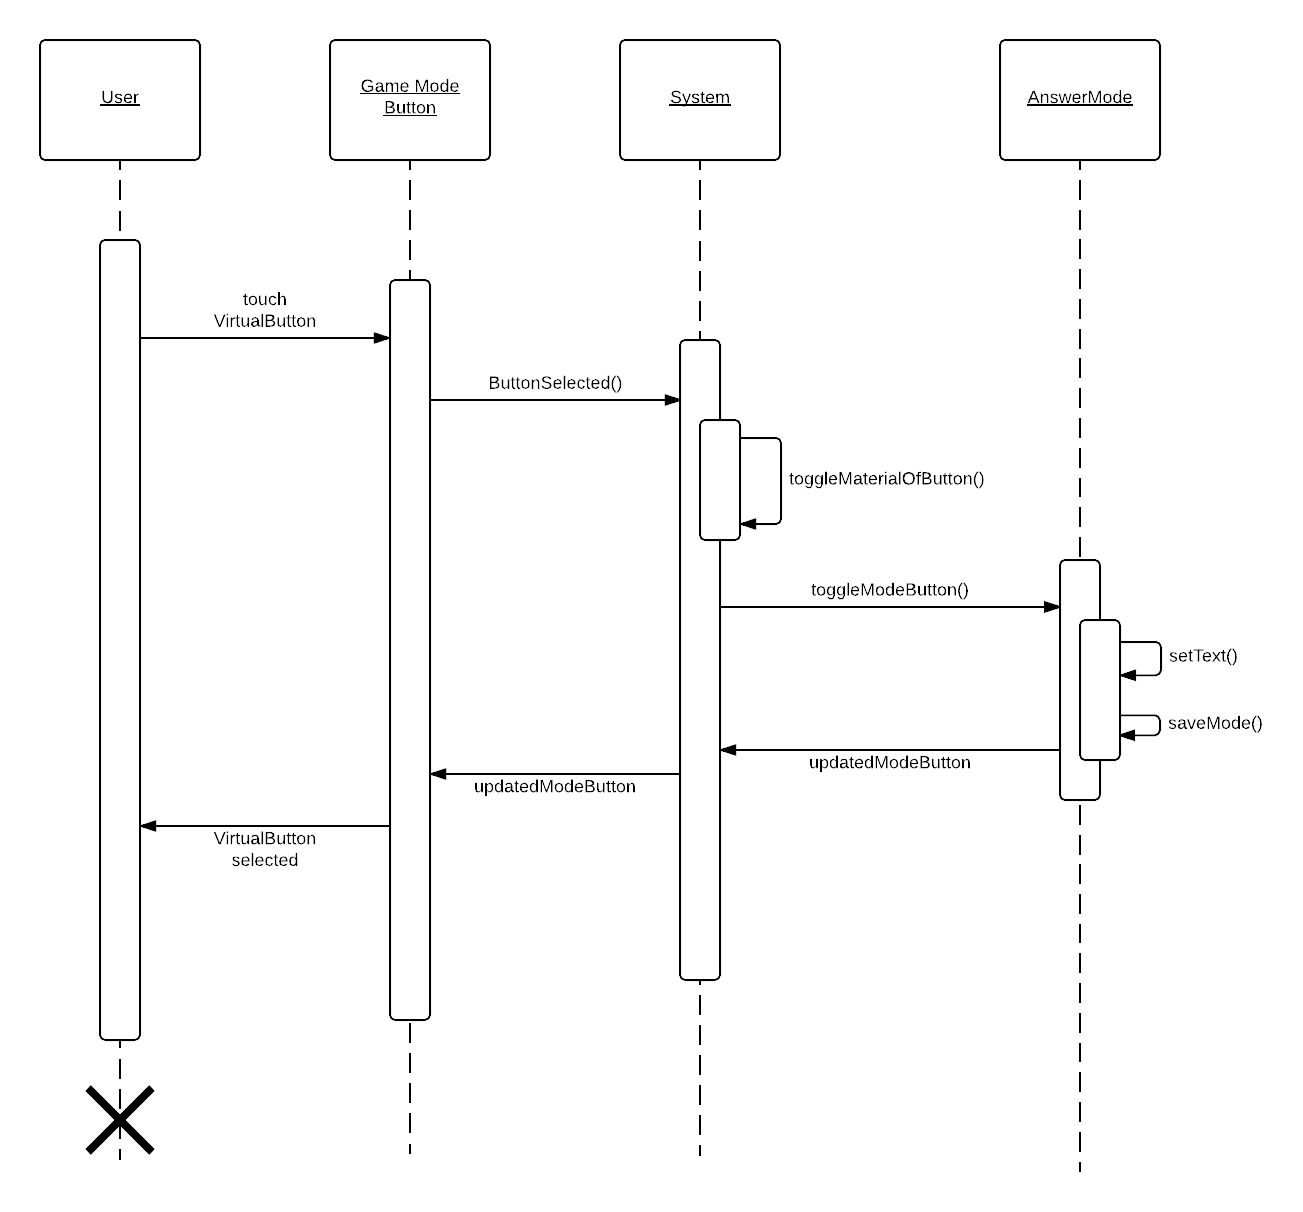 User
Game Mode
Button
System
AnswerMode
touch
VirtualButton
ButtonSelected()
toggleMaterialOfButton()
toggleModeButton()
setText()
saveMode()
updatedModeButton
updatedModeButton
VirtualButton
selected